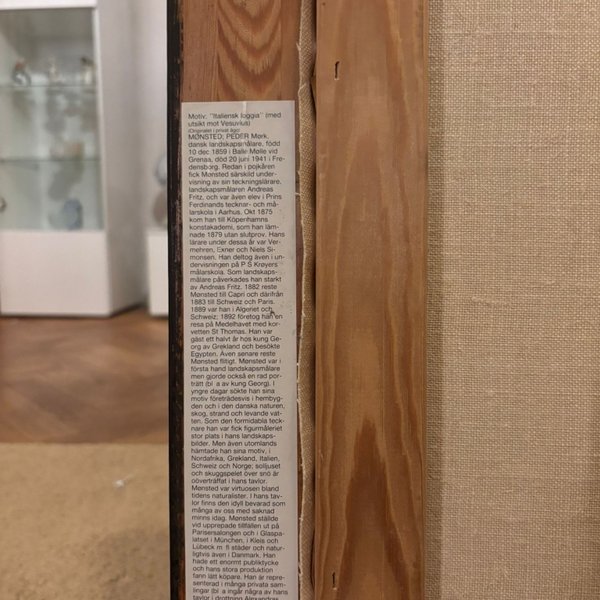 Motiv. "Italiensk loggia" (med
utsikt mot Vesuvius)
(Originalet i privat ägo)
MØNSTED; PEDER Mørk.
dansk landskapsmålare, född
10 dec 1859 i Balle Mølle vid
Grenaa, död 20 juni 1941 i Fre-
densborg. Redan i pojkåren
fick Mønsted särskild under-
visning av sin teckningslärare,
landskapsmålaren Andreas
Fritz, och var även elev i Prins
Ferdinands tecknar- och må-
larskola i Aarhus. Okt 1875
kom han till Köpenhamns
konstakademi, som han läm-
nade 1879 utan slutprov. Hans
lärare under dessa år var Ver-
mehren, Exner och Niels Si-
monsen. Han deltog även i un-
dervisningen på P S Krøyers
målarskola. Som landskaps-
målare påverkades han starkt
av Andreas Fritz. 1882 reste
Mønsted till Capri och därifrån
1883 till Schweiz och Paris.
1889 var han i Algeriet och
Schweiz; 1892 företog han en
resa på Medelhavet med kor-
vetten St Thomas. Han var
gäst ett halvt år hos kung Ge-
org av Grekland och besökte
Egypten. Även senare reste
Mønsted flitigt. Mønsted var i
första hand landskapsmålare
men gjorde också en rad por-
trätt (bl a av kung Georg). I
yngre dagar sökte han sina
motiv företrädesvis i hembyg-
den och i den danska naturen,
skog, strand och levande vat-
ten. Som den formidabla teck-
nare han var fick figurmåleriet
stor plats i hans landskaps-
bilder. Men även utomlands
hämtade han sina motiv, i
Nordafrika, Grekland, Italien,
Schweiz och Norge; solljuset
och skuggspelet över snö är
oöverträffat i hans tavlor.
Mønsted var virtuosen bland
tidens naturalister. I hans tav-
lor finns den idyll bevarad som
många av oss med saknad
minns idag. Mønsted ställde
vid upprepade tillfällen ut på
Parisersalongen och i Glaspa-
latset i München, i Kiels och
Lübeck m fl städer och natur-
ligtvis även i Danmark. Han
hade ett enormt publiktycke
och hans stora produktion
fann lätt köpare. Han är repre-
senterad i många privata sam-
lingar (bl a ingår några av hans
tavlor i drottning Alexandras